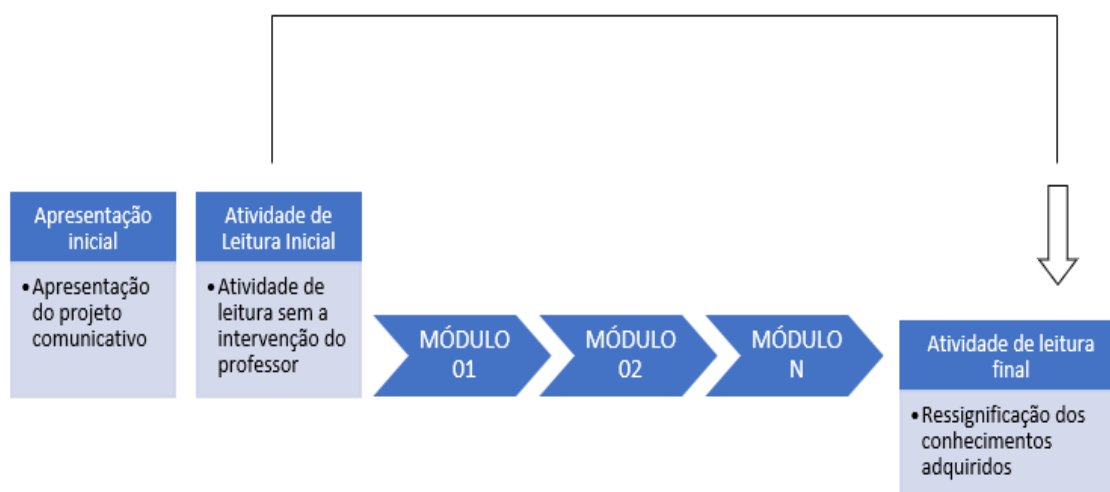 Apresentação
inicial
•Apresentação
do projeto
comunicativo
Atividade de
Leitura Inicial
•Atividade de
leitura sem a
intervenção do
professor
MÓDULO
01
MÓDULO
02
MÓDULO
N
Atividade de leitura
final
•Ressignificação dos
conhecimentos
adquiridos